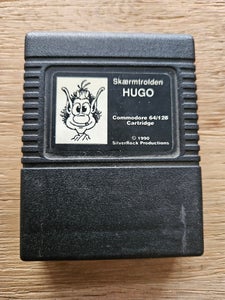 Skærmtrolden
HUGO
Commodore 64/128
Cartridge
© 1990
SilverRock Productions